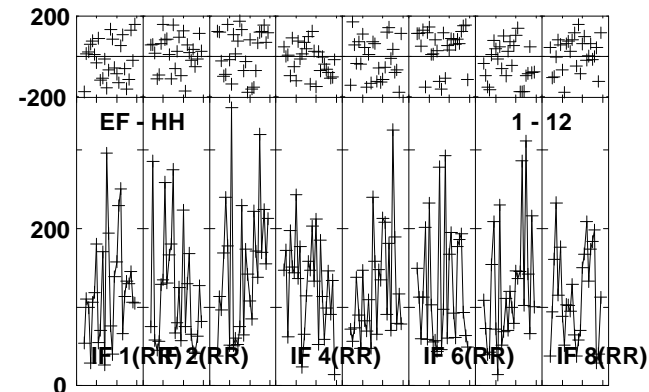 200
-200
EF - HH 1 - 12
200
IF 1(RR) IF 2(RR) IF 4(RR) IF 6(RR) IF 8(RR)
0